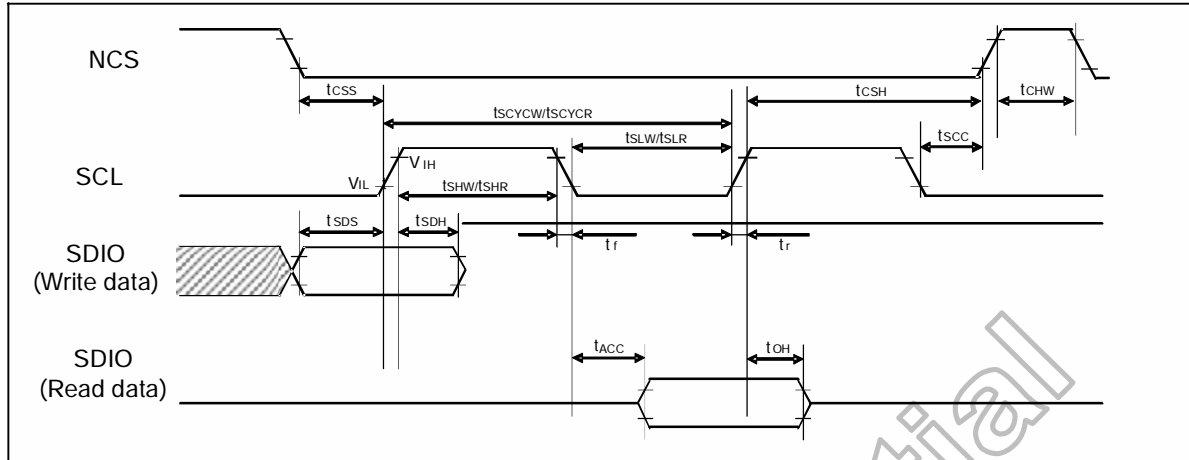 NCS
tCSS
tCSH
tCHW
tSCYCW/tSCYCR
tSLW/tSLR
tSCC
SCL
VIL
VIH
tSHW/tSHR
tSDS
tSDH
SDIO
(Write data)
tf
tr
SDIO
(Read data)
tACC
tOH
tial